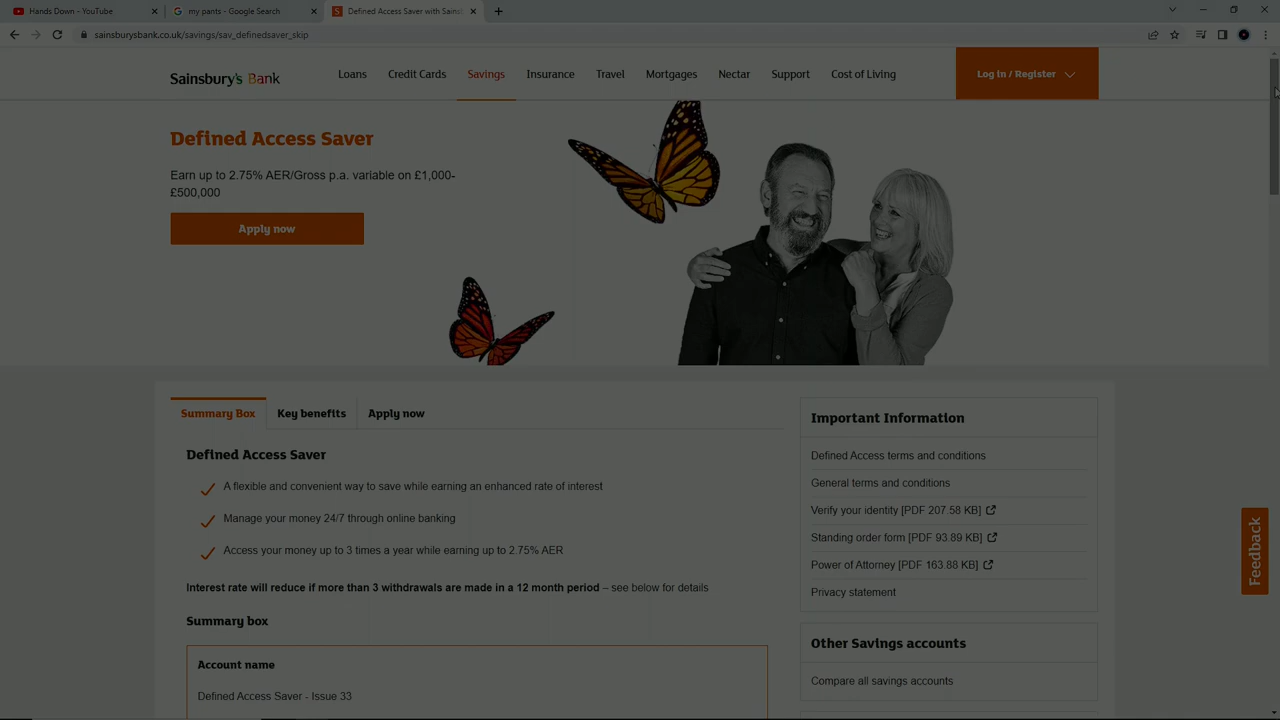 Hands Down - YouTube
my pants - Google Search
Defined Access Saver with Sains
sainsburysbank.co.uk/savings/sav_definedsaver_skip
Sainsbury's Bank
Loans
Credit Cards
Savings
Insurance
Travel
Mortgages
Nectar
Support
Cost of Living
Log in / Register
Defined Access Saver
Earn up to 2.75% AER/Gross p.a. variable on £1,000-
£500,000
Apply now
Summary Box
Key benefits
Apply now
Defined Access Saver
A flexible and convenient way to save while earning an enhanced rate of interest
Manage your money 24/7 through online banking
Access your money up to 3 times a year while earning up to 2.75% AER
Interest rate will reduce if more than 3 withdrawals are made in a 12 month period – see below for details
Summary box
Account name
Defined Access Saver - Issue 33
Important Information
Defined Access terms and conditions
General terms and conditions
Verify your identity [PDF 207.58 KB]
Standing order form [PDF 93.89 KB]
Power of Attorney [PDF 163.88 KB]
Privacy statement
Other Savings accounts
Compare all savings accounts
Feedback